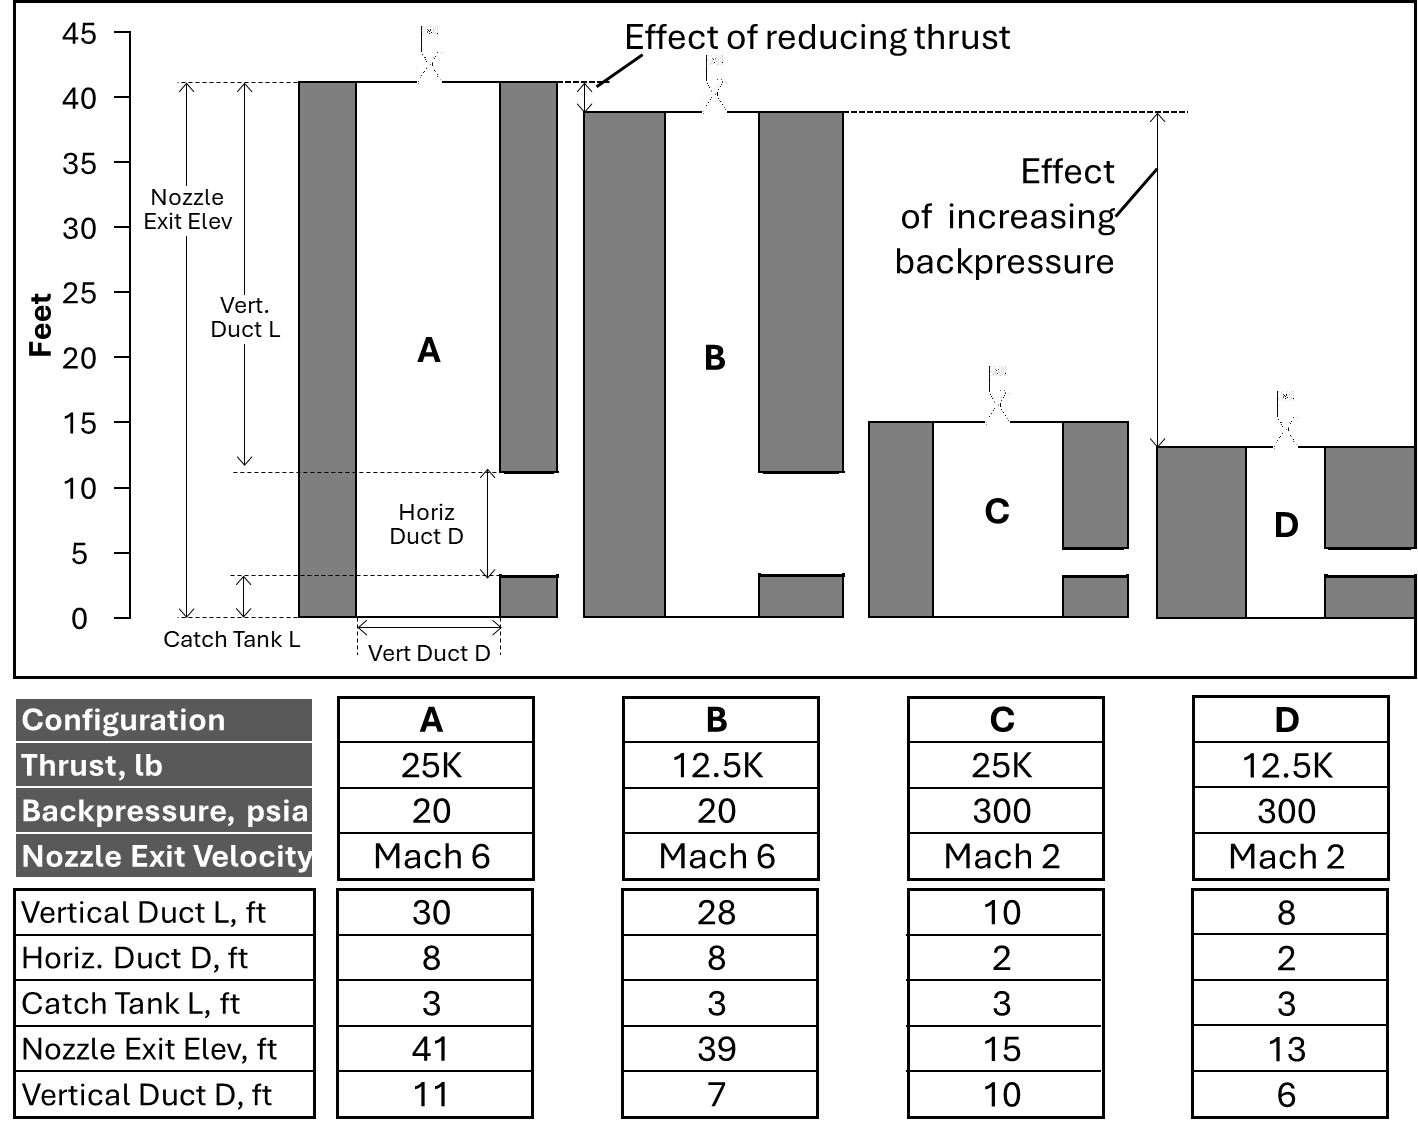 45
40
35
30
25
20
15
10
5
0
Feet
Effect of reducing thrust
Effect
of increasing
backpressure
Nozzle
Exit Elev
Vert.
Duct L
A
B
C
D
Horiz
Duct D
Catch Tank L
Vert Duct D
Configuration A B C D
Thrust, lb 25K 12.5K 25K 12.5K
Backpressure, psia 20 20 300 300
Nozzle Exit Velocity Mach 6 Mach 6 Mach 2 Mach 2
Vertical Duct L, ft 30 28 10 8
Horiz. Duct D, ft 8 8 2 2
Catch Tank L, ft 3 3 3 3
Nozzle Exit Elev, ft 41 39 15 13
Vertical Duct D, ft 11 7 10 6